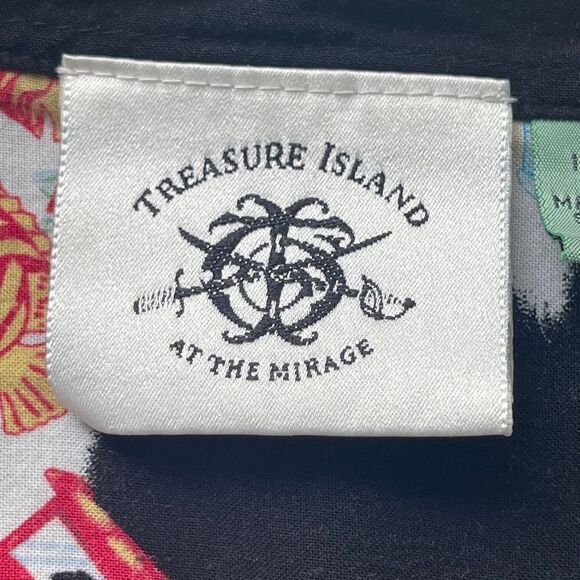 TREASURE ISLAND
AT THE MIRAGE